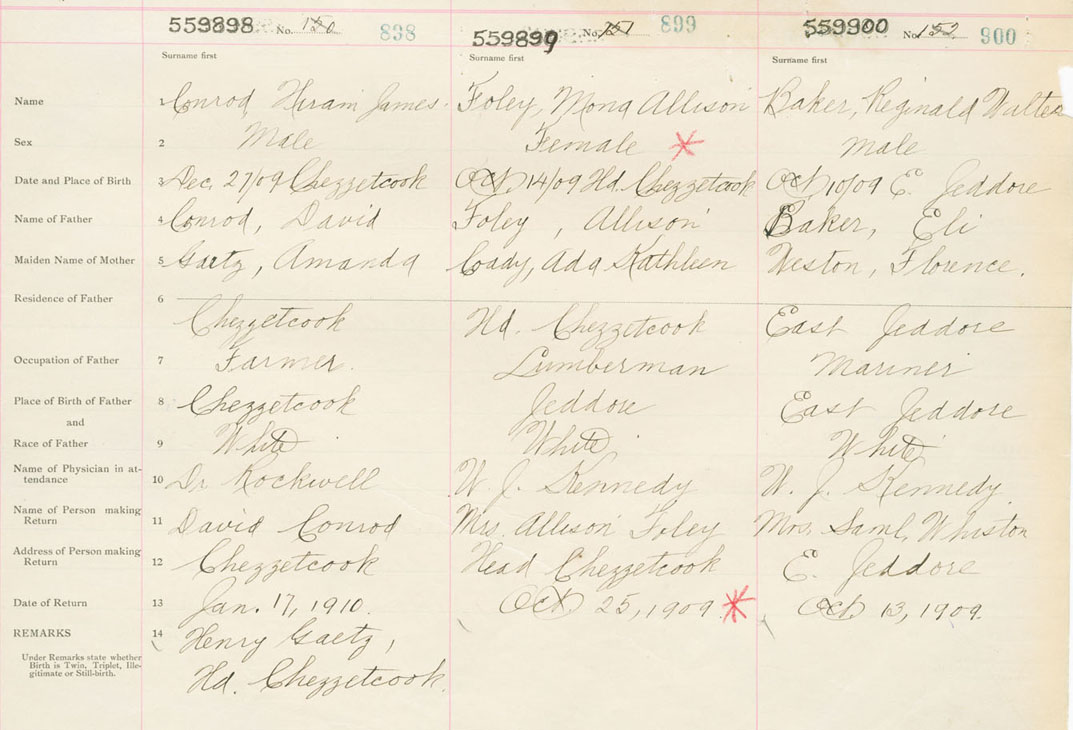 559898 No. 150 898 559899 No. 151 899 559900 No. 152 900
Surname first Surname first Surname first
Name 1 Conrod, Hiram James. Foley, Mona Allison Baker, Reginald Walter
Sex 2 Male Female * Male
Date and Place of Birth 3 Dec. 27/09 Chezzetcook Oct. 14/09 Hd. Chezzetcook Oct. 10/09 E. Jeddore
Name of Father 4 Conrod, David Foley, Allison Baker, Eli
Maiden Name of Mother 5 Gaetz, Amanda Cady, Ada Kathleen Weston, Florence.
Residence of Father 6
Chezzetcook Hd. Chezzetcook East Jeddore
Occupation of Father 7 Farmer. Lumberman Mariner
Place of Birth of Father 8 Chezzetcook Jeddore East Jeddore
and
Race of Father 9 White White White
Name of Physician in at-
tendance 10 Dr Rockwell W. J. Kennedy W. J. Kennedy.
Name of Person making
Return 11 David Conrod Mrs. Allison Foley Mrs. Saml. Whiston
Address of Person making
Return 12 Chezzetcook Head Chezzetcook E. Jeddore
Date of Return 13 Jan. 17, 1910. Oct. 25, 1909. * Oct. 13, 1909.
REMARKS 14 Henry Gaetz,
Under Remarks state whether
Birth is Twin, Triplet, Ille-
gitimate or Still-birth.
Hd. Chezzetcook.